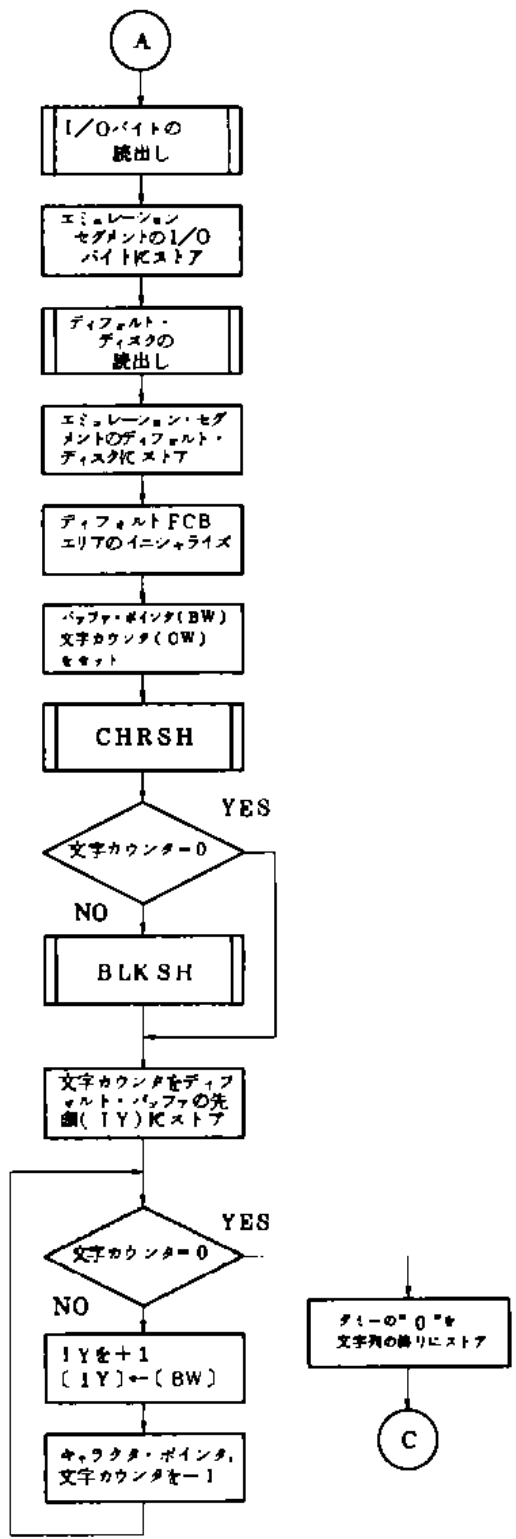 A
I/Oバイトの
読出し
エミュレーション
セグメントのI/O
バイトにストア
ディフォルト・
ディスクの
読出し
エミュレーション・セグ
メントのディフォルト・
ディスクにストア
ディフォルトFCB
エリアのイニシャライズ
バッファ・ポインタ(BW)
文字カウンタ(CW)
をセット
CHRSH
YES
文字カウンタ=0
NO
BLKSH
文字カウンタをディフ
ォルト・バッファの先
頭(IY)にストア
YES
文字カウンタ=0
NO
IYを+1
(IY)←(BW)
キャラクタ・ポインタ,
文字カウンタを-1
ダミーの"0"を
文字列の終りにストア
C